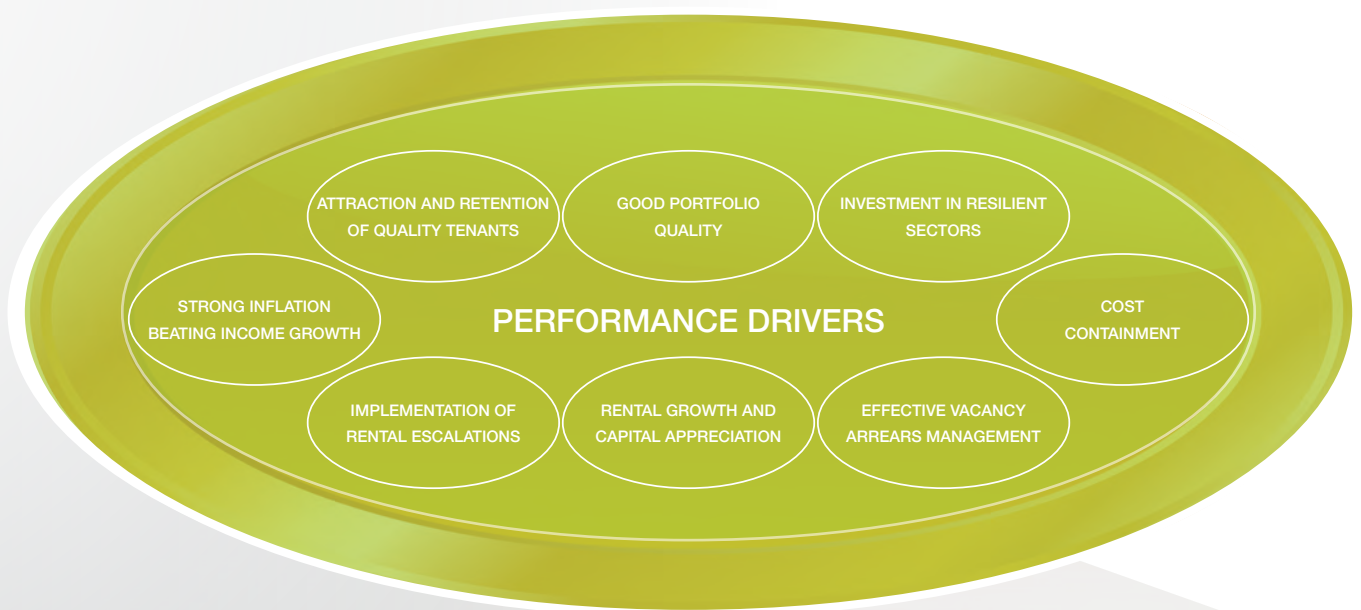 ATTRACTION AND RETENTION
OF QUALITY TENANTS
GOOD PORTFOLIO
QUALITY
INVESTMENT IN RESILIENT
SECTORS
STRONG INFLATION
BEATING INCOME GROWTH
PERFORMANCE DRIVERS
COST
CONTAINMENT
IMPLEMENTATION OF
RENTAL ESCALATIONS
RENTAL GROWTH AND
CAPITAL APPRECIATION
EFFECTIVE VACANCY
ARREARS MANAGEMENT